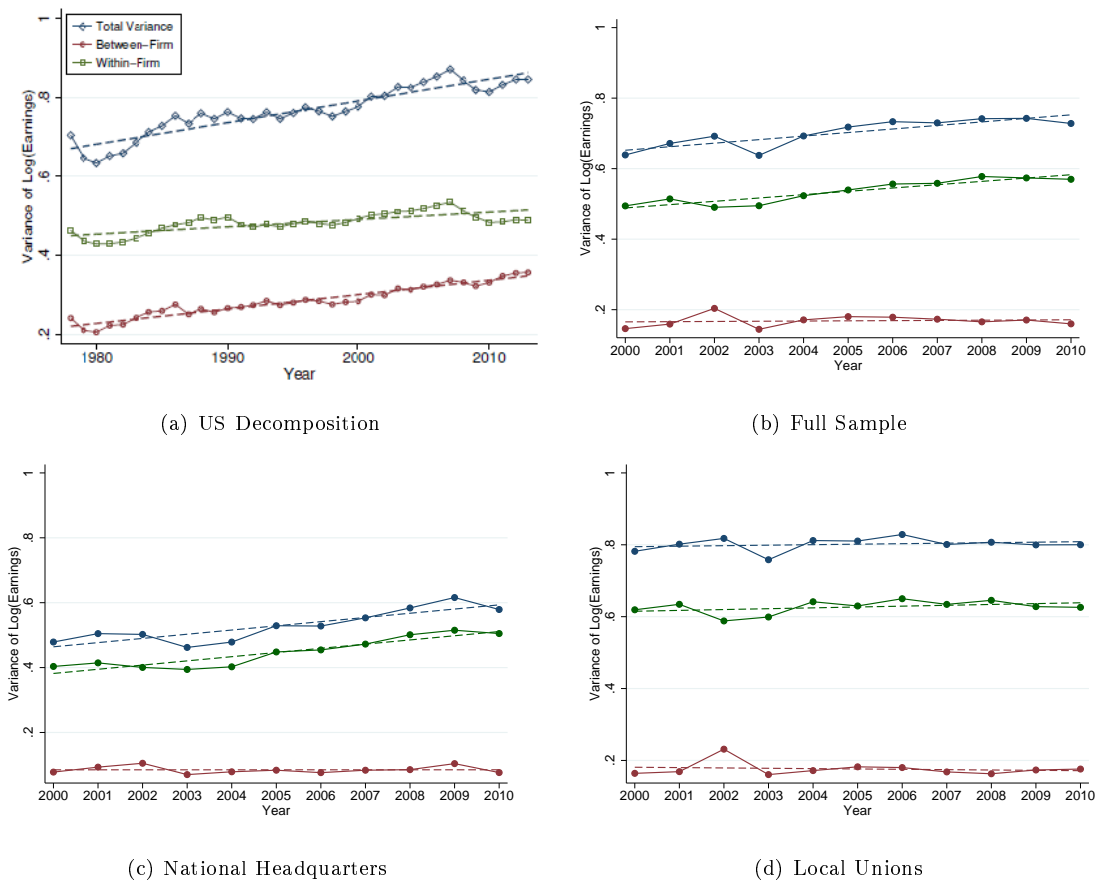 Total Variance
Between-Firm
Within-Firm
Variance of Log(Earnings)
1
.8
.6
.4
.2
1980 1990 2000 2010
Year
(a) US Decomposition
Variance of Log(Earnings)
1
.8
.6
.4
.2
2000 2001 2002 2003 2004 2005 2006 2007 2008 2009 2010
Year
(b) Full Sample
Variance of Log(Earnings)
1
.8
.6
.4
.2
2000 2001 2002 2003 2004 2005 2006 2007 2008 2009 2010
Year
(c) National Headquarters
Variance of Log(Earnings)
1
.8
.6
.4
.2
2000 2001 2002 2003 2004 2005 2006 2007 2008 2009 2010
Year
(d) Local Unions